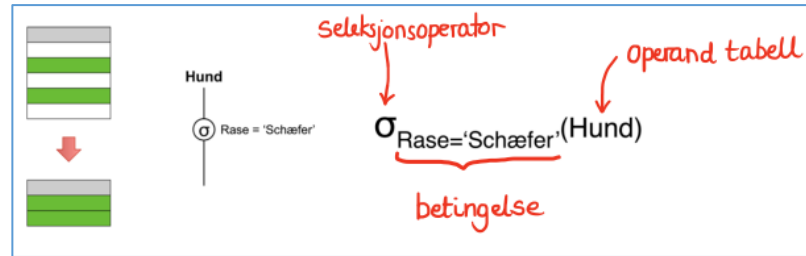 Seleksjonsoperator
operand tabell
Hund
σ Rase = 'Schæfer'
σRase='Schæfer'(Hund)
betingelse